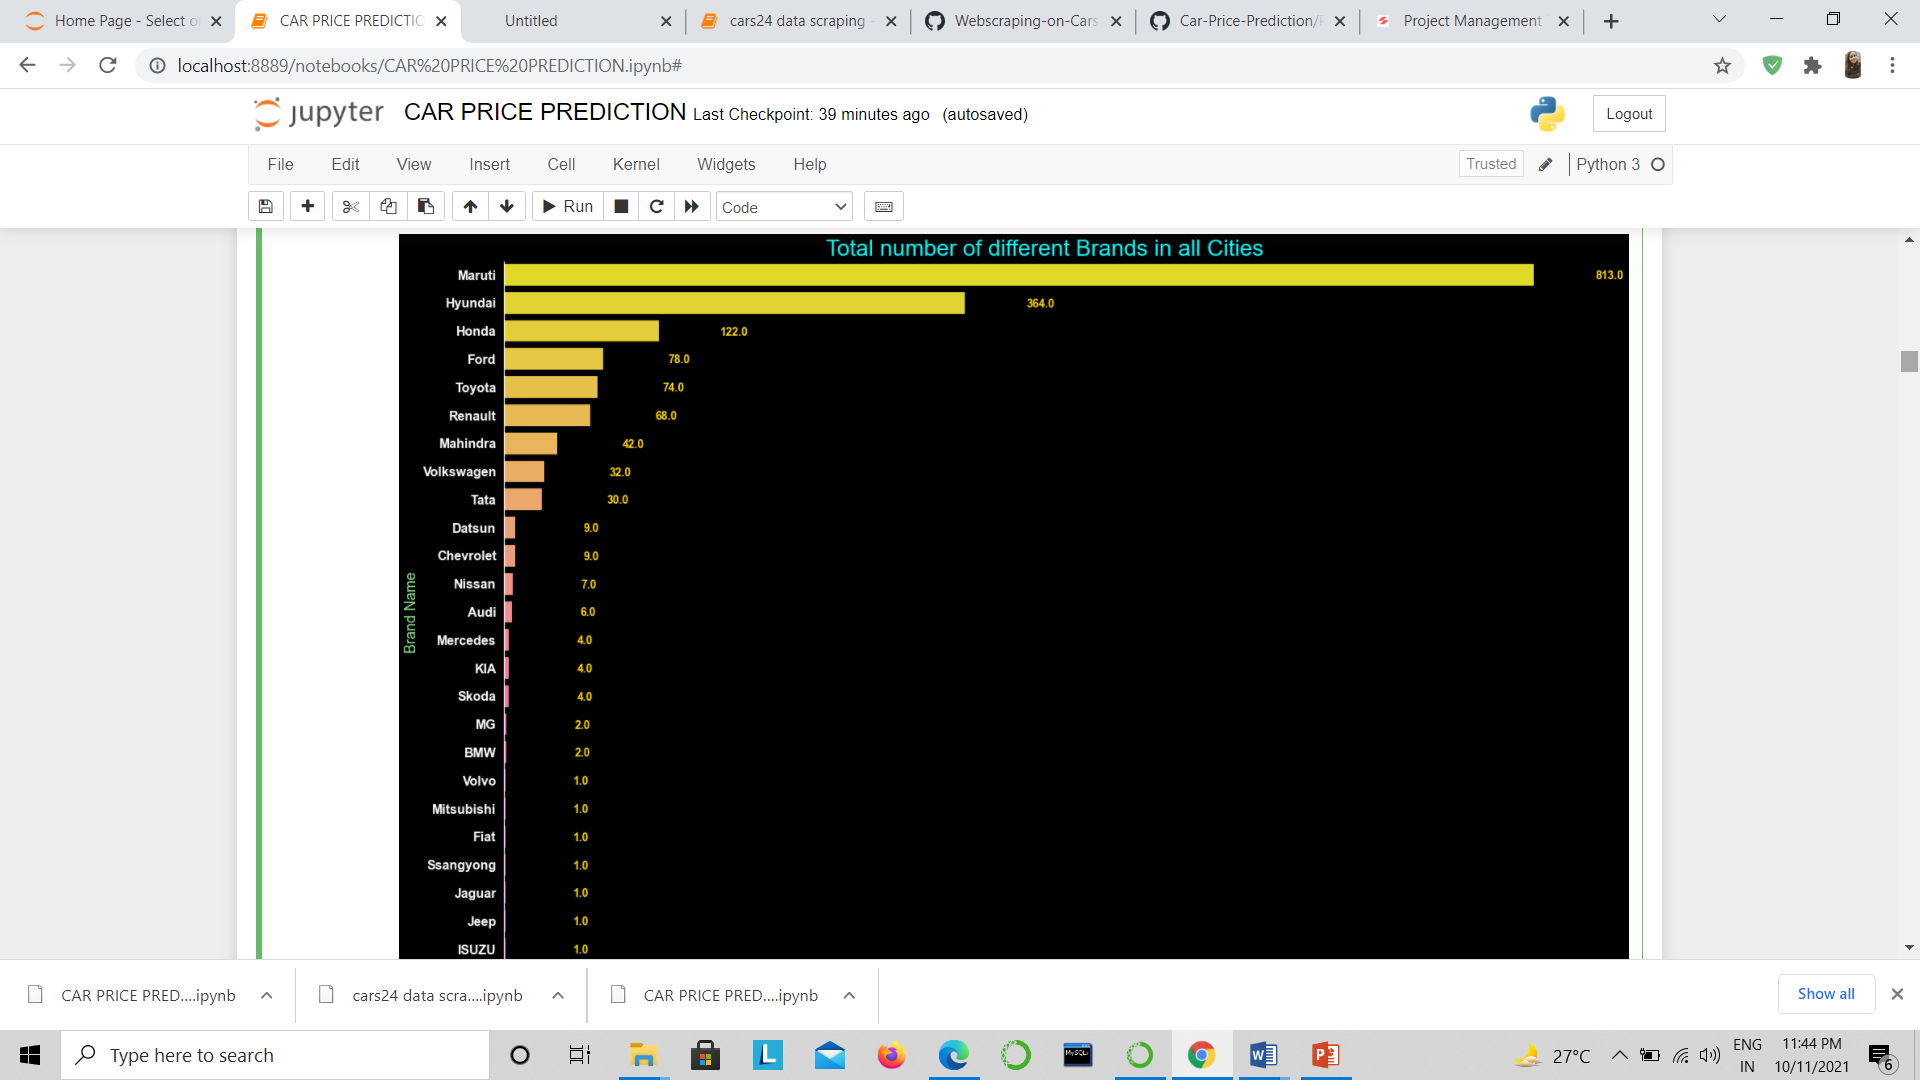 Home Page - Select o
CAR PRICE PREDICTIO
Untitled
cars24 data scraping
Webscraping-on-Cars
Car-Price-Prediction/
Project Management
localhost:8889/notebooks/CAR%20PRICE%20PREDICTION.ipynb#
jupyter CAR PRICE PREDICTION Last Checkpoint: 39 minutes ago (autosaved)
Logout
File Edit View Insert Cell Kernel Widgets Help
Trusted
Python 3
Run
Code
Total number of different Brands in all Cities
Brand Name
Maruti 813.0
Hyundai 364.0
Honda 122.0
Ford 78.0
Toyota 74.0
Renault 68.0
Mahindra 42.0
Volkswagen 32.0
Tata 30.0
Datsun 9.0
Chevrolet 9.0
Nissan 7.0
Audi 6.0
Mercedes 4.0
KIA 4.0
Skoda 4.0
MG 2.0
BMW 2.0
Volvo 1.0
Mitsubishi 1.0
Fiat 1.0
Ssangyong 1.0
Jaguar 1.0
Jeep 1.0
ISUZU 1.0
CAR PRICE PRED....ipynb
cars24 data scra....ipynb
CAR PRICE PRED....ipynb
Show all
Type here to search
L
MySQL
27°C
ENG
IN
11:44 PM
10/11/2021
6